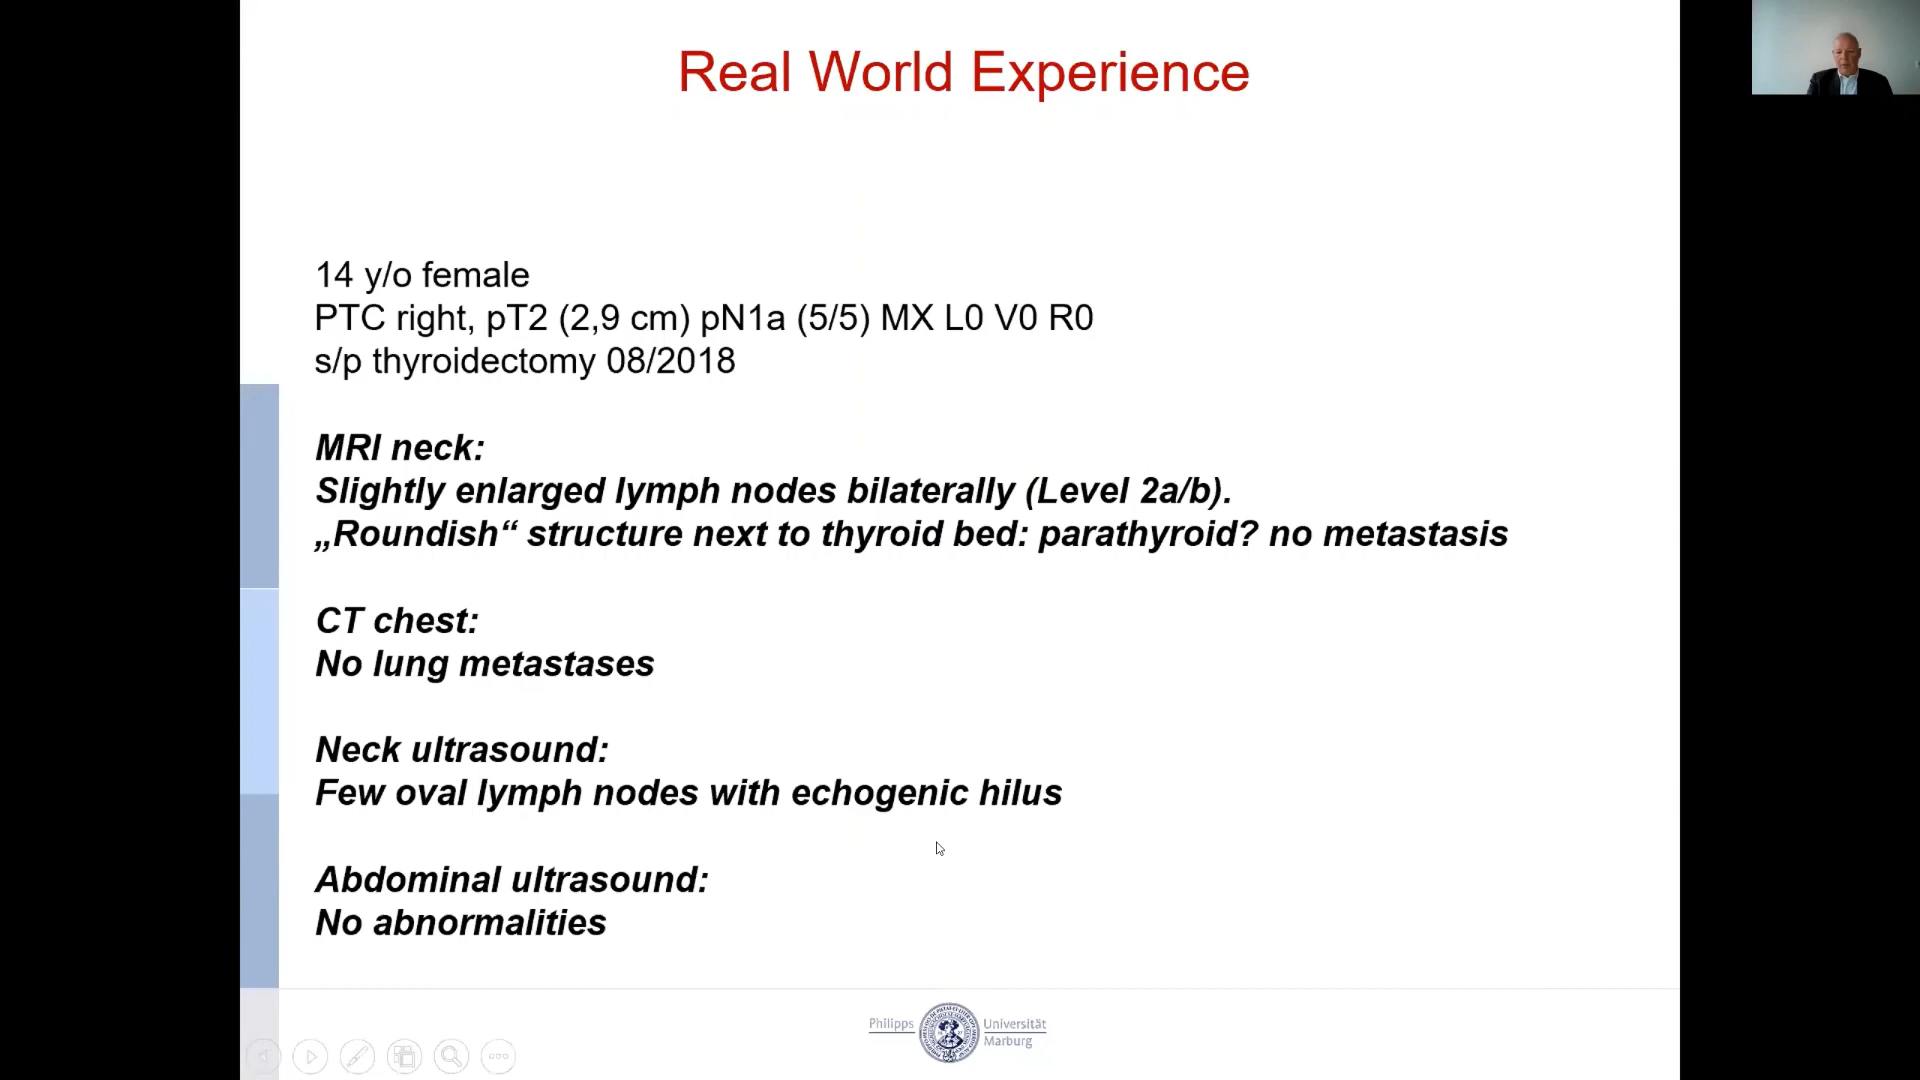 Real World Experience
14 y/o female
PTC right, pT2 (2,9 cm) pN1a (5/5) MX L0 V0 R0
s/p thyroidectomy 08/2018
MRI neck:
Slightly enlarged lymph nodes bilaterally (Level 2a/b).
„Roundish“ structure next to thyroid bed: parathyroid? no metastasis
CT chest:
No lung metastases
Neck ultrasound:
Few oval lymph nodes with echogenic hilus
Abdominal ultrasound:
No abnormalities
Philipps Universität
Marburg